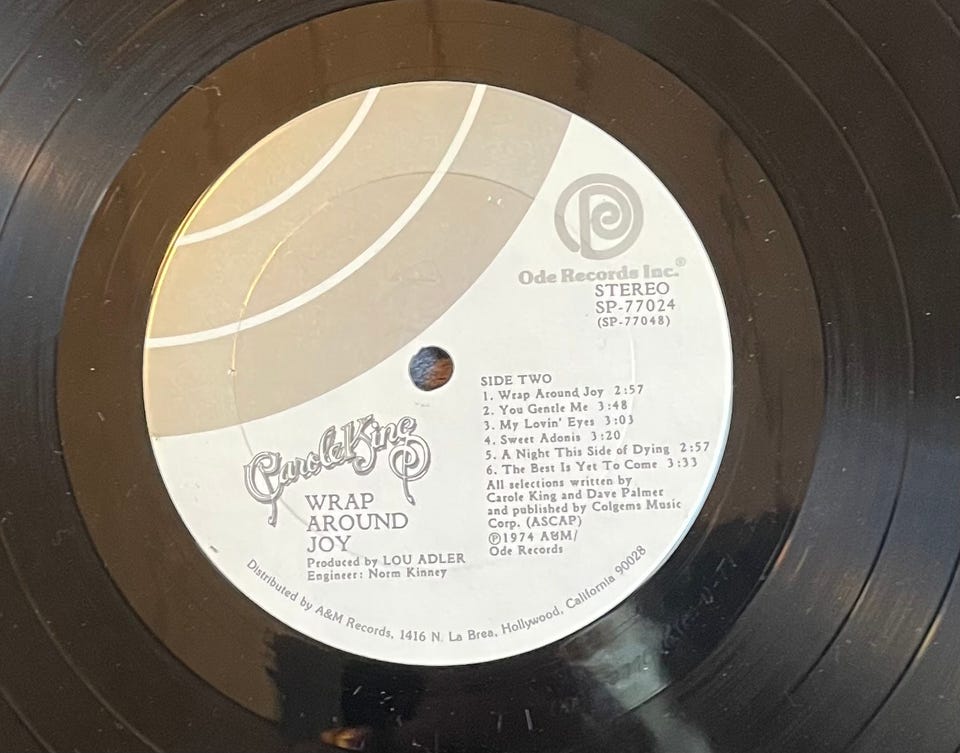 Ode Records Inc.®
STEREO
SP-77024
(SP-77048)
SIDE TWO
1. Wrap Around Joy 2:57
2. You Gentle Me 3:48
3. My Lovin' Eyes 3:03
4. Sweet Adonis 3:20
5. A Night This Side of Dying 2:57
6. The Best Is Yet To Come 3:33
All selections written by
Carole King and Dave Palmer
and published by Colgems Music
Corp. (ASCAP)
℗1974 A&M/
Ode Records
Carole King
WRAP
AROUND
JOY
Produced by LOU ADLER
Engineer: Norm Kinney
Distributed by A&M Records, 1416 N. La Brea, Hollywood, California 90028